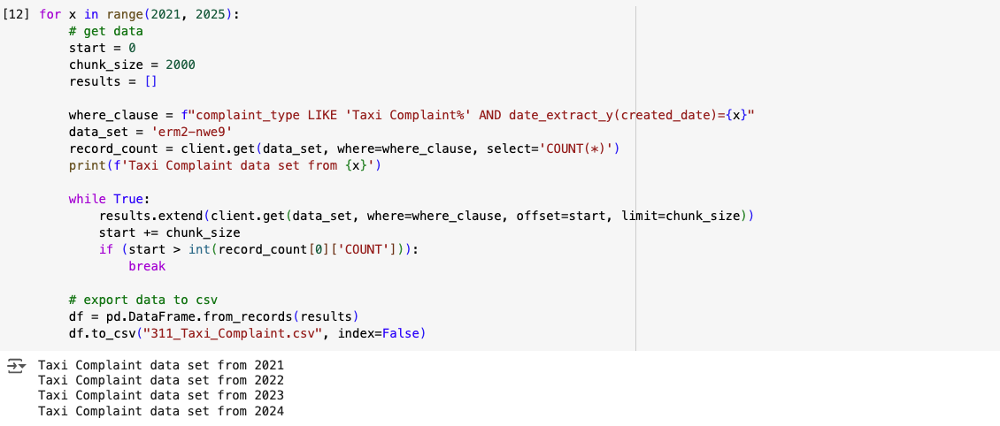 [12] for x in range(2021, 2025):
    # get data
    start = 0
    chunk_size = 2000
    results = []

    where_clause = f"complaint_type LIKE 'Taxi Complaint%' AND date_extract_y(created_date)={x}"
    data_set = 'erm2-nwe9'
    record_count = client.get(data_set, where=where_clause, select='COUNT(*)')
    print(f'Taxi Complaint data set from {x}')

    while True:
        results.extend(client.get(data_set, where=where_clause, offset=start, limit=chunk_size))
        start += chunk_size
        if (start > int(record_count[0]['COUNT'])):
            break

    # export data to csv
    df = pd.DataFrame.from_records(results)
    df.to_csv("311_Taxi_Complaint.csv", index=False)
Taxi Complaint data set from 2021
Taxi Complaint data set from 2022
Taxi Complaint data set from 2023
Taxi Complaint data set from 2024